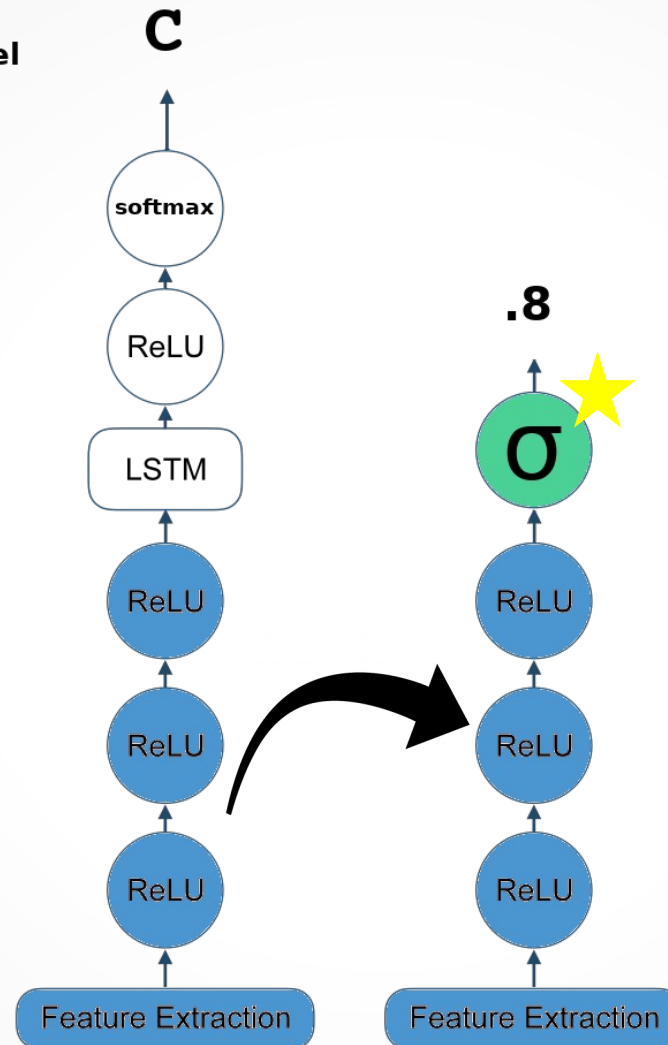 el
C
softmax
ReLU
LSTM
ReLU
ReLU
ReLU
Feature Extraction
.8
σ
ReLU
ReLU
ReLU
Feature Extraction